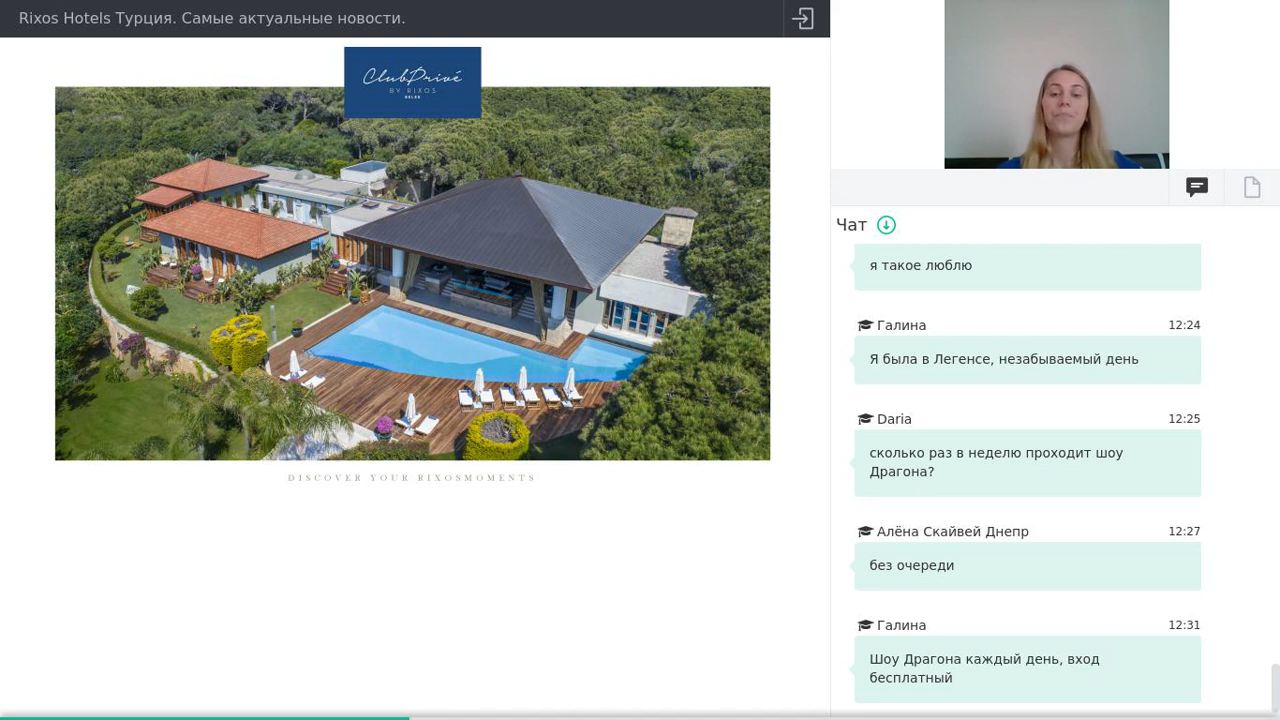 Rixos Hotels Турция. Самые актуальные новости.
Club Privé
BY RIXOS
DISCOVER YOUR RIXOSMOMENTS
Чат
я такое люблю
Галина 12:24
Я была в Легенсе, незабываемый день
Daria 12:25
сколько раз в неделю проходит шоу
Драгона?
Алёна Скайвей Днепр 12:27
без очереди
Галина 12:31
Шоу Драгона каждый день, вход
бесплатный